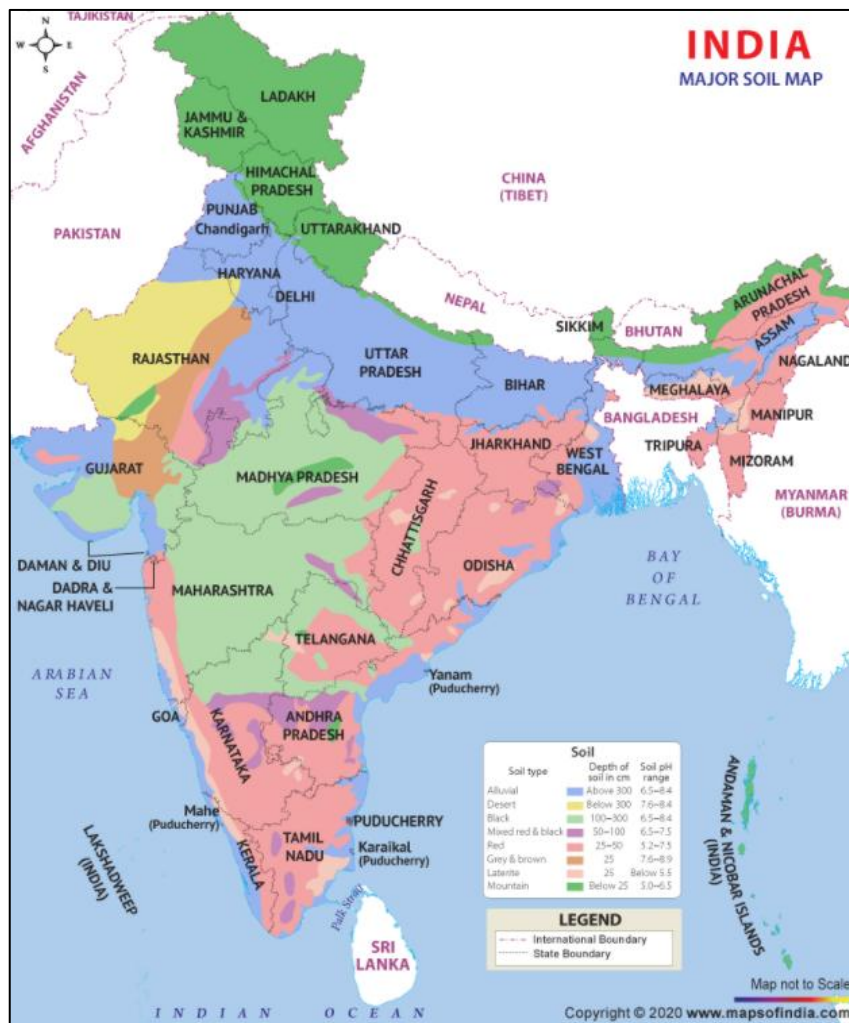 TAJIKISTAN
N
W
E
S
AFGHANISTAN
INDIA
MAJOR SOIL MAP
LADAKH
JAMMU &
KASHMIR
HIMACHAL
PRADESH
CHINA
(TIBET)
PUNJAB
Chandigarh
UTTARAKHAND
PAKISTAN
HARYANA
DELHI
NEPAL
ARUNACHAL
PRADESH
SIKKIM
BHUTAN
ASSAM
RAJASTHAN
UTTAR
PRADESH
NAGALAND
BIHAR
MEGHALAYA
BANGLADESH
MANIPUR
JHARKHAND
WEST
BENGAL
TRIPURA
MIZORAM
GUJARAT
MADHYA PRADESH
MYANMAR
(BURMA)
CHHATTISGARH
DAMAN & DIU
DADRA &
NAGAR HAVELI
MAHARASHTRA
ODISHA
BAY
OF
BENGAL
TELANGANA
ARABIAN
SEA
Yanam
(Puducherry)
GOA
KARNATAKA
ANDHRA
PRADESH
Soil
Soil type Depth of soil in cm Soil pH range
Alluvial Above 300 6.5–8.4
Desert Below 300 7.6–8.4
Black 100–300 6.5–8.4
Mixed red & black 50–100 6.5–7.5
Red 25–50 5.2–7.5
Grey & brown 25 7.6–8.9
Laterite 25 Below 5.5
Mountain Below 25 5.0–6.5
ANDAMAN & NICOBAR ISLANDS
(INDIA)
Mahe
(Puducherry)
PUDUCHERRY
TAMIL
NADU
Karaikal
(Puducherry)
KERALA
LAKSHADWEEP
(INDIA)
Palk Strait
SRI
LANKA
LEGEND
International Boundary
State Boundary
Map not to Scale
INDIAN OCEAN
Copyright © 2020 www.mapsofindia.com